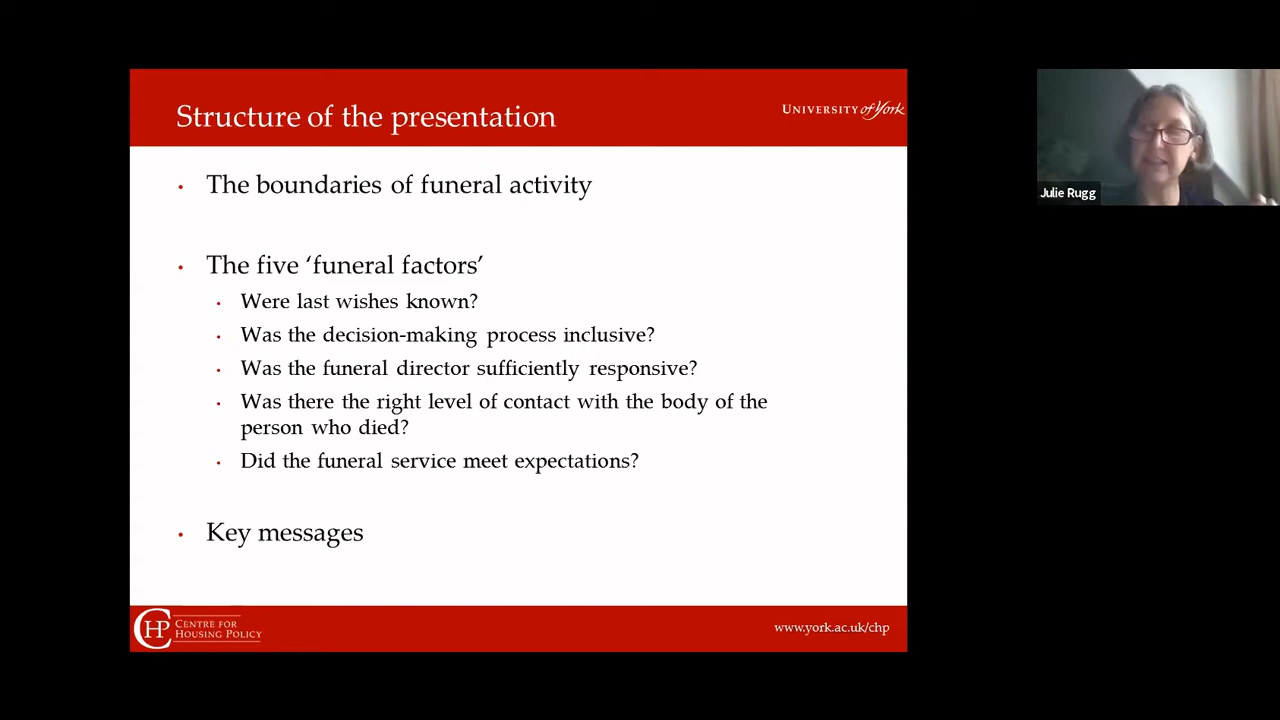 Structure of the presentation
UNIVERSITY of York
• The boundaries of funeral activity
• The five ‘funeral factors’
• Were last wishes known?
• Was the decision-making process inclusive?
• Was the funeral director sufficiently responsive?
• Was there the right level of contact with the body of the
person who died?
• Did the funeral service meet expectations?
• Key messages
CHP
CENTRE FOR
HOUSING POLICY
www.york.ac.uk/chp
Julie Rugg